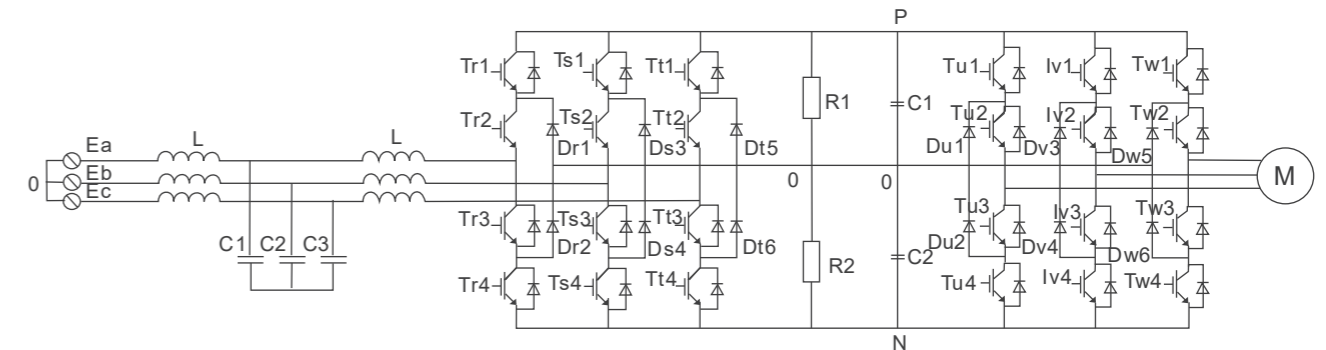 P
Tr1
Ts1
Tt1
Tu1
Iv1
Tw1
R1
C1
Tr2
Ts2
Tt2
Tu2
Iv2
Tw2
Ea
L
L
Dr1
Ds3
Dt5
Du1
Dv3
Dw5
0
Eb
Ec
0
0
M
Tr3
Ts3
Tt3
Tu3
Iv3
Tw3
C1
C2
C3
Dr2
Ds4
Dt6
Du2
Dv4
Dw6
R2
C2
Tr4
Ts4
Tt4
Tu4
Iv4
Tw4
N